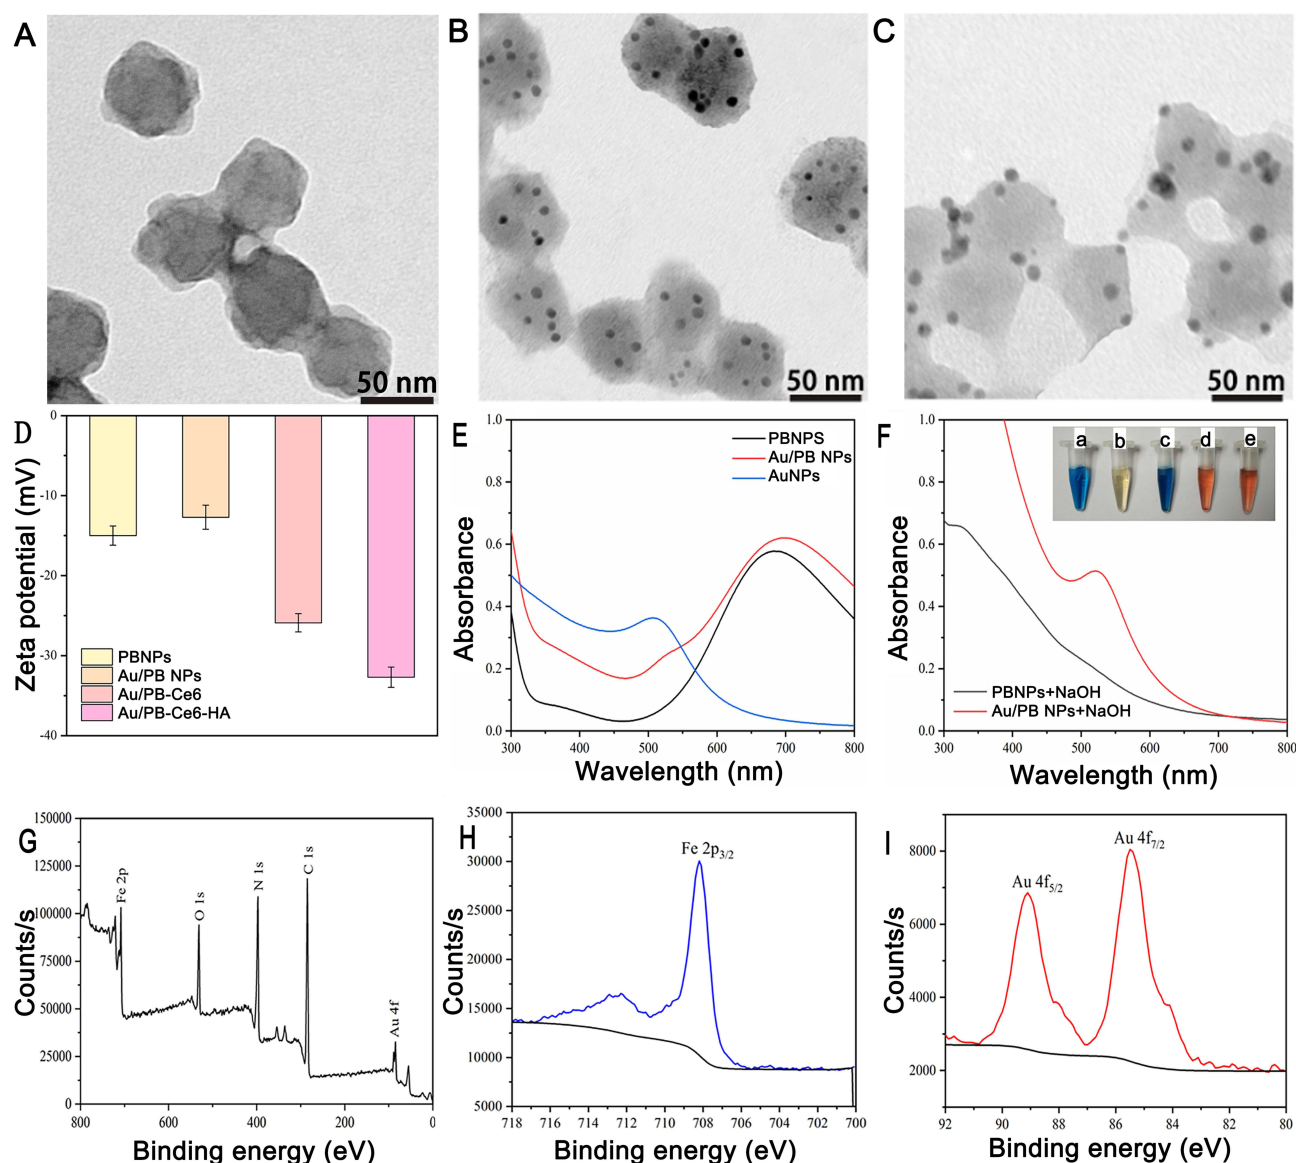 A
50 nm
B
50 nm
C
50 nm
D
Zeta potential (mV)
0
-10
-20
-30
-40
PBNPs
Au/PB NPs
Au/PB-Ce6
Au/PB-Ce6-HA
E
Absorbance
1.0
0.8
0.6
0.4
0.2
0.0
PBNPS
Au/PB NPs
AuNPs
300 400 500 600 700 800
Wavelength (nm)
F
Absorbance
1.0
0.8
0.6
0.4
0.2
0.0
a b c d e
PBNPs+NaOH
Au/PB NPs+NaOH
300 400 500 600 700 800
Wavelength (nm)
G
Counts/s
150000
125000
100000
75000
50000
25000
0
Fe 2p
O 1s
N 1s
C 1s
Au 4f
800 600 400 200 0
Binding energy (eV)
H
Counts/s
35000
30000
25000
20000
15000
10000
5000
Fe 2p3/2
718 716 714 712 710 708 706 704 702 700
Binding energy (eV)
I
Counts/s
8000
6000
4000
2000
Au 4f5/2
Au 4f7/2
92 90 88 86 84 82 80
Binding energy (eV)